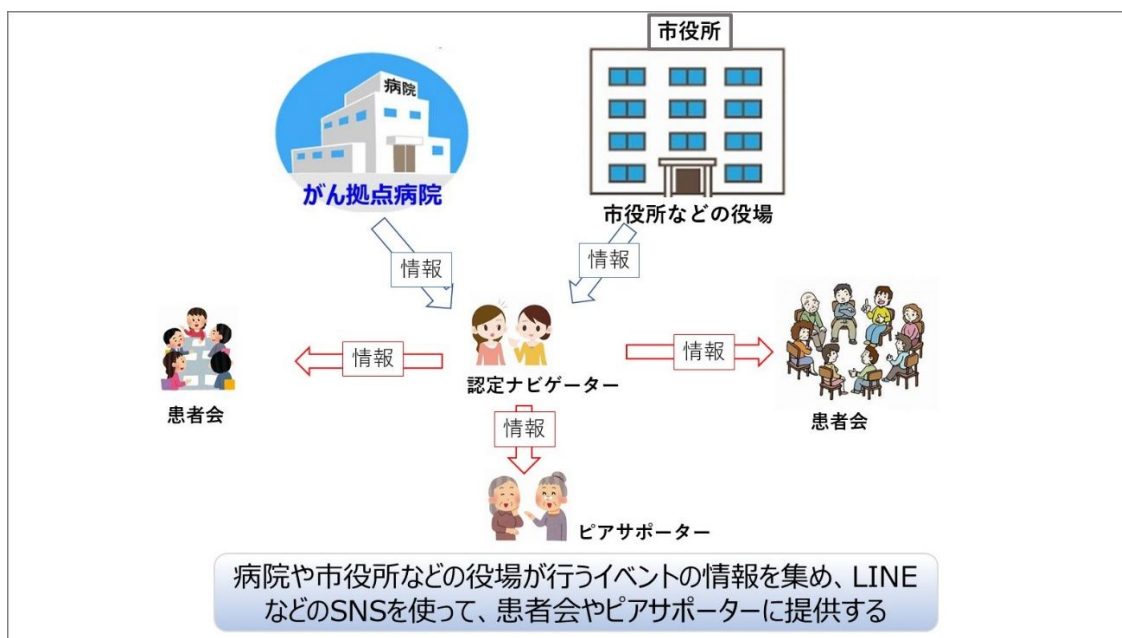 市役所
病院
がん拠点病院
市役所などの役場
情報
情報
情報
情報
患者会
認定ナビゲーター
患者会
情報
ピアサポーター
病院や市役所などの役場が行うイベントの情報を集め、LINE
などのSNSを使って、患者会やピアサポーターに提供する